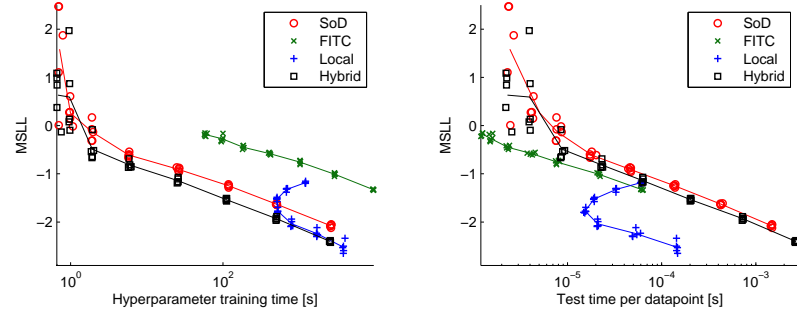 2
1
0
−1
−2
MSLL
10^0
10^2
Hyperparameter training time [s]
SoD
FITC
Local
Hybrid
2
1
0
−1
−2
MSLL
10^−5
10^−4
10^−3
Test time per datapoint [s]
SoD
FITC
Local
Hybrid